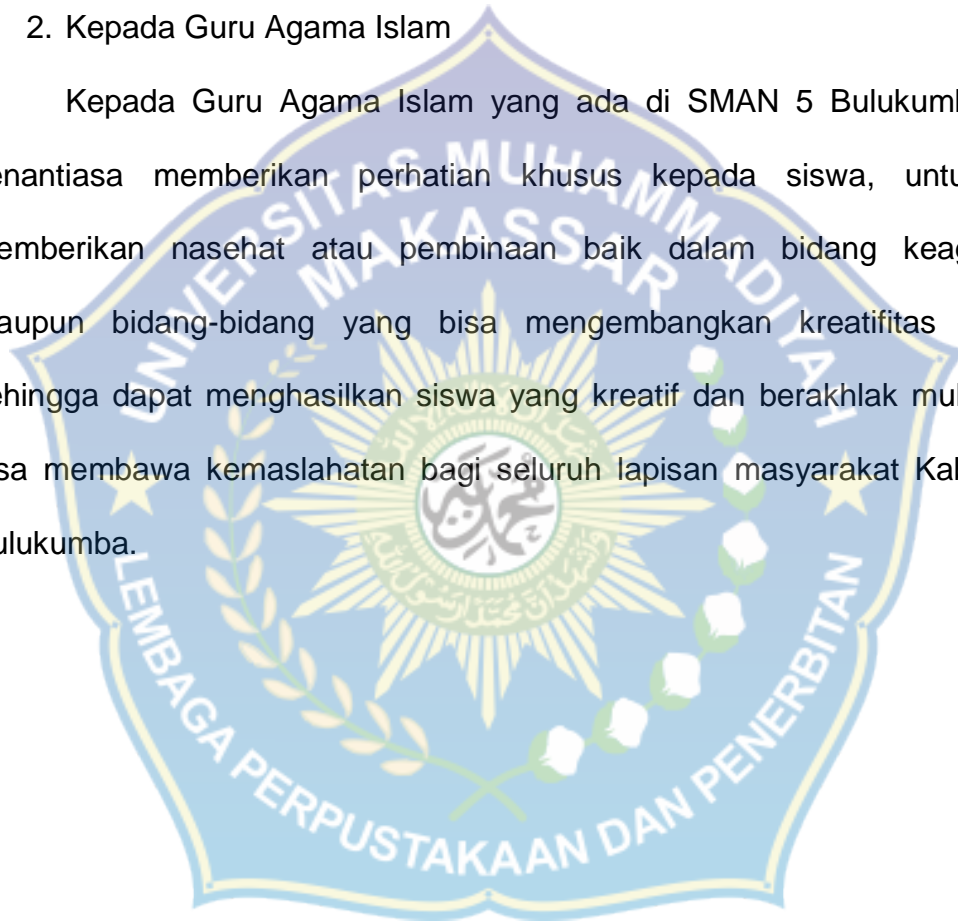 2. Kepada Guru Agama Islam
Kepada Guru Agama Islam yang ada di SMAN 5 Bulukum
enantiasa memberikan perhatian khusus kepada siswa, untu
emberikan nasehat atau pembinaan baik dalam bidang keag
aupun bidang-bidang yang bisa mengembangkan kreatifitas
ehingga dapat menghasilkan siswa yang kreatif dan berakhlak mul
sa membawa kemaslahatan bagi seluruh lapisan masyarakat Ka
ulukumba.
UNIVERSITAS MUHAMMADIYAH
MAKASSAR
محمد
LEMBAGA PERPUSTAKAAN DAN PENERBITAN